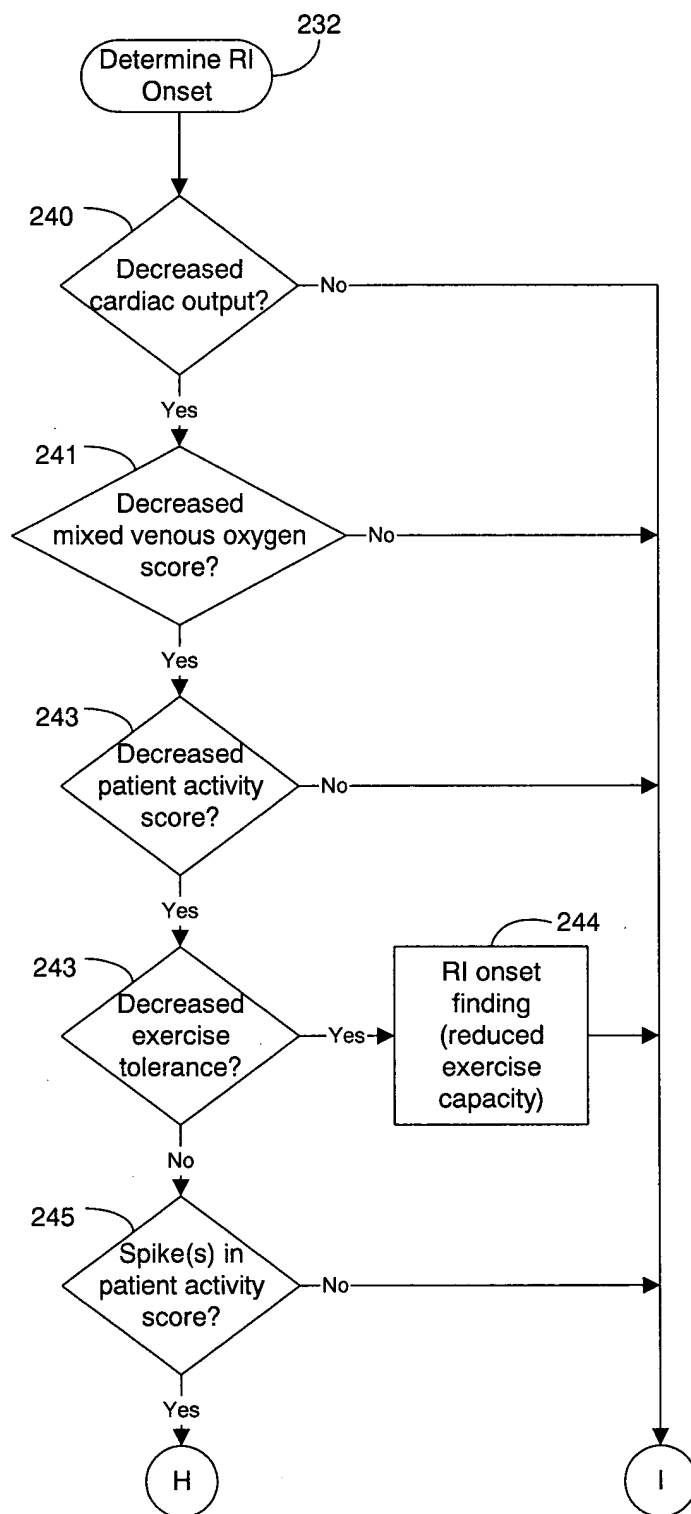 232
Determine RI
Onset
240
Decreased
cardiac output?
No
Yes
241
Decreased
mixed venous oxygen
score?
No
Yes
243
Decreased
patient activity
score?
No
Yes
243
Decreased
exercise
tolerance?
Yes
244
RI onset
finding
(reduced
exercise
capacity)
No
245
Spike(s) in
patient activity
score?
No
Yes
H
I